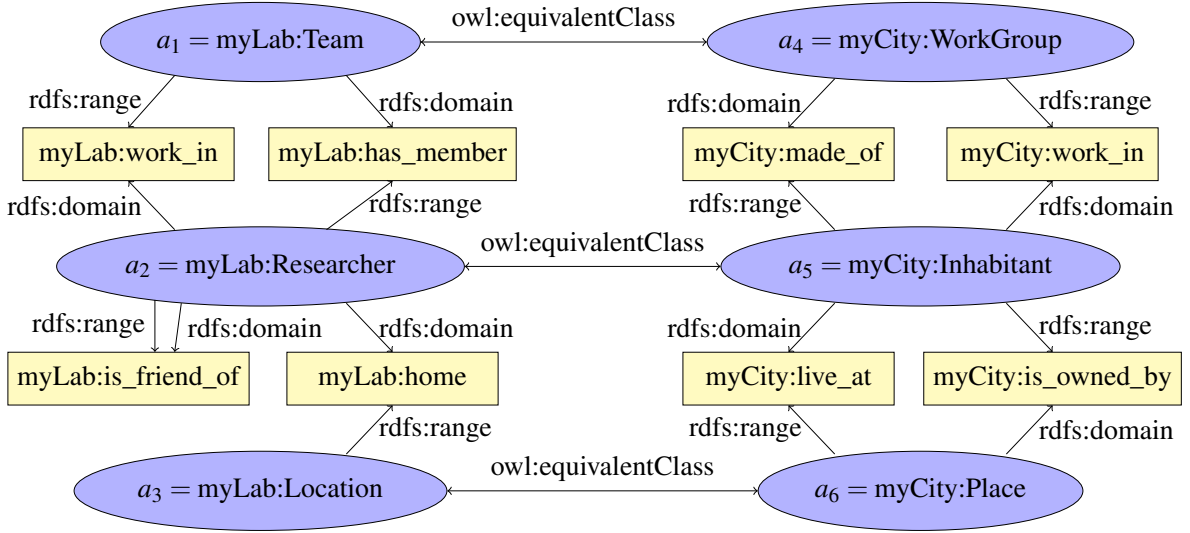 owl:equivalentClass
a₁ = myLab:Team
a₄ = myCity:WorkGroup
rdfs:range
rdfs:domain
rdfs:domain
rdfs:range
myLab:work_in
myLab:has_member
myCity:made_of
myCity:work_in
rdfs:domain
rdfs:range
rdfs:range
rdfs:domain
owl:equivalentClass
a₂ = myLab:Researcher
a₅ = myCity:Inhabitant
rdfs:range
rdfs:domain
rdfs:domain
rdfs:domain
rdfs:range
myLab:is_friend_of
myLab:home
myCity:live_at
myCity:is_owned_by
rdfs:range
rdfs:range
rdfs:domain
owl:equivalentClass
a₃ = myLab:Location
a₆ = myCity:Place